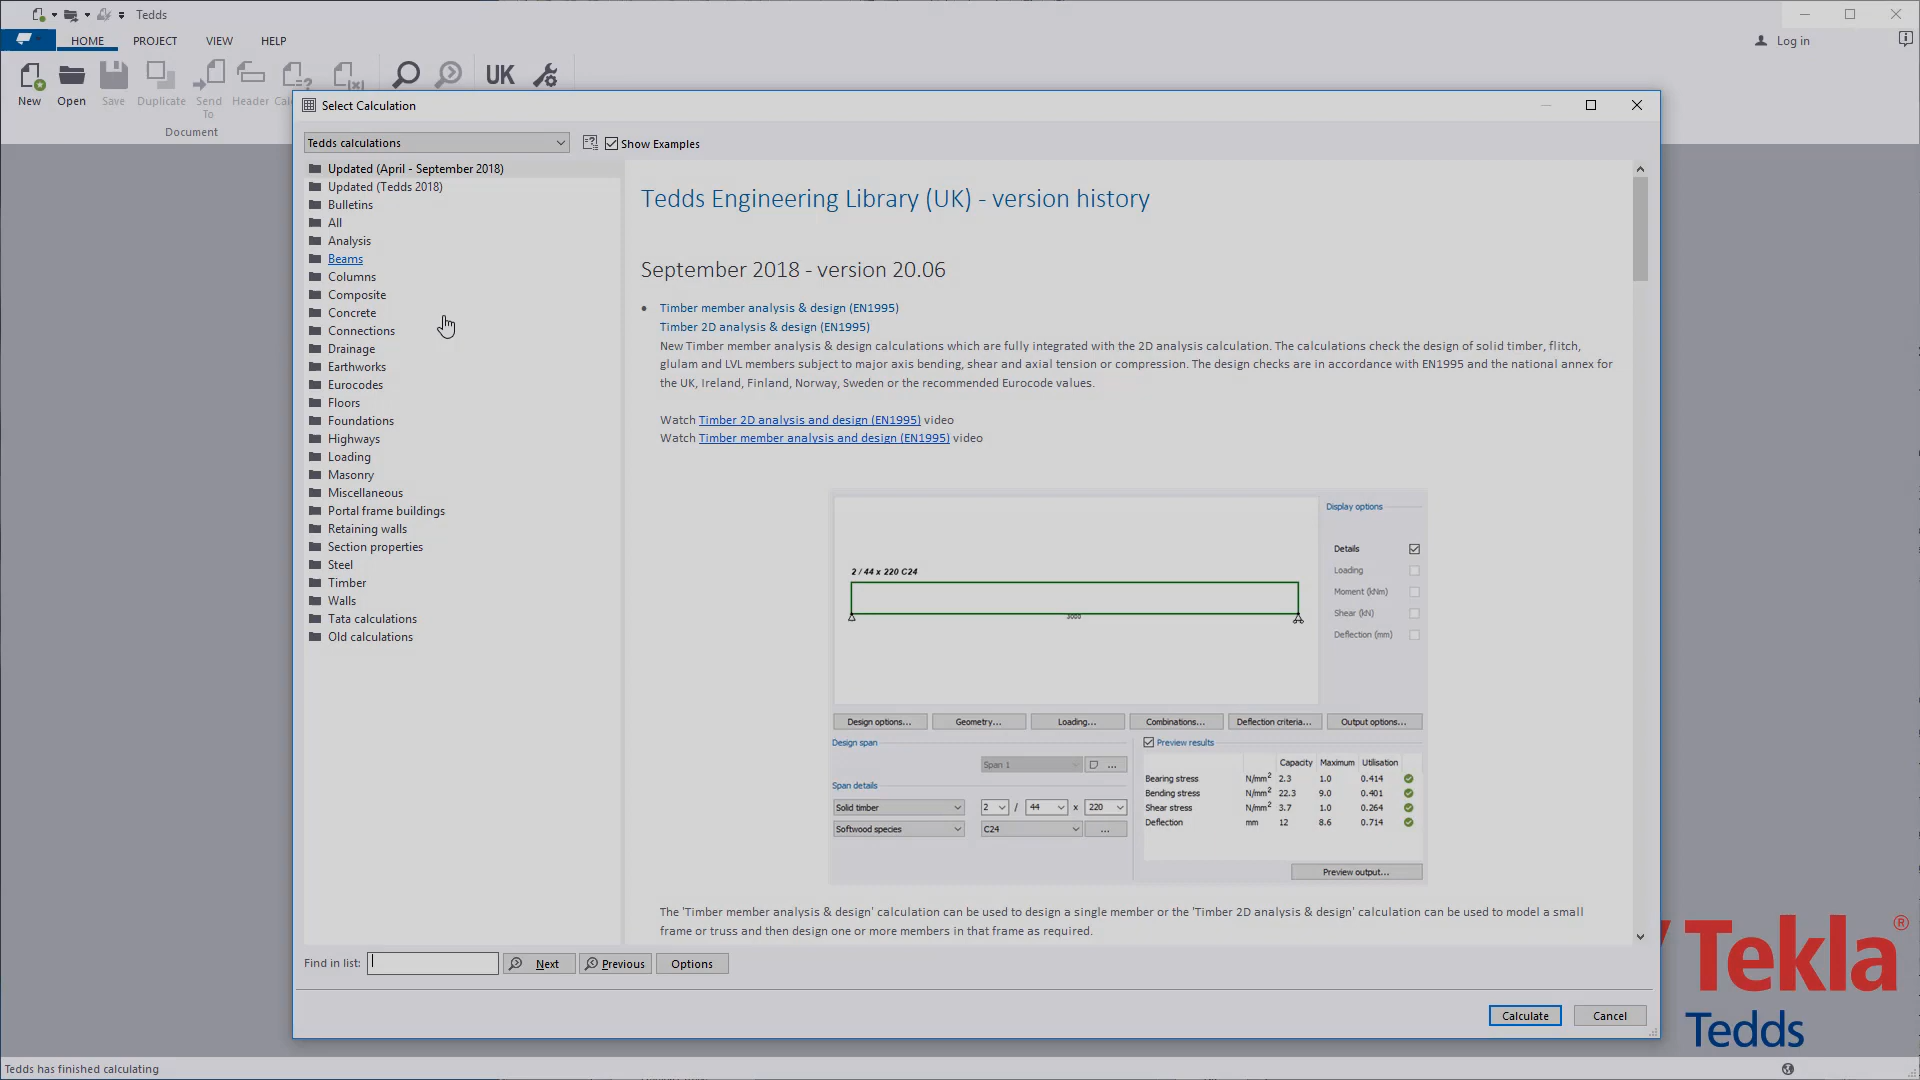 Tedds
HOME PROJECT VIEW HELP
Log in
New Open Save Duplicate Send To Header
UK
Document
Select Calculation
Tedds calculations
Show Examples
Updated (April - September 2018)
Updated (Tedds 2018)
Bulletins
All
Analysis
Beams
Columns
Composite
Concrete
Connections
Drainage
Earthworks
Eurocodes
Floors
Foundations
Highways
Loading
Masonry
Miscellaneous
Portal frame buildings
Retaining walls
Section properties
Steel
Timber
Walls
Tata calculations
Old calculations
Tedds Engineering Library (UK) - version history
September 2018 - version 20.06
Timber member analysis & design (EN1995)
Timber 2D analysis & design (EN1995)
New Timber member analysis & design calculations which are fully integrated with the 2D analysis calculation. The calculations check the design of solid timber, flitch,
glulam and LVL members subject to major axis bending, shear and axial tension or compression. The design checks are in accordance with EN1995 and the national annex for
the UK, Ireland, Finland, Norway, Sweden or the recommended Eurocode values.
Watch Timber 2D analysis and design (EN1995) video
Watch Timber member analysis and design (EN1995) video
2 / 44 x 220 C24
3000
Display options
Details
Loading
Moment (kNm)
Shear (kN)
Deflection (mm)
Design options... Geometry... Loading... Combinations... Deflection criteria... Output options...
Design span
Span 1 ...
Span details
Solid timber 2 / 44 x 220
Softwood species C24 ...
Preview results
Capacity Maximum Utilisation
Bearing stress N/mm² 2.3 1.0 0.414
Bending stress N/mm² 22.3 9.0 0.401
Shear stress N/mm² 3.7 1.0 0.264
Deflection mm 12 8.6 0.714
Preview output...
The 'Timber member analysis & design' calculation can be used to design a single member or the 'Timber 2D analysis & design' calculation can be used to model a small
frame or truss and then design one or more members in that frame as required.
Find in list: Next Previous Options
Calculate Cancel
Tekla®
Tedds
Tedds has finished calculating